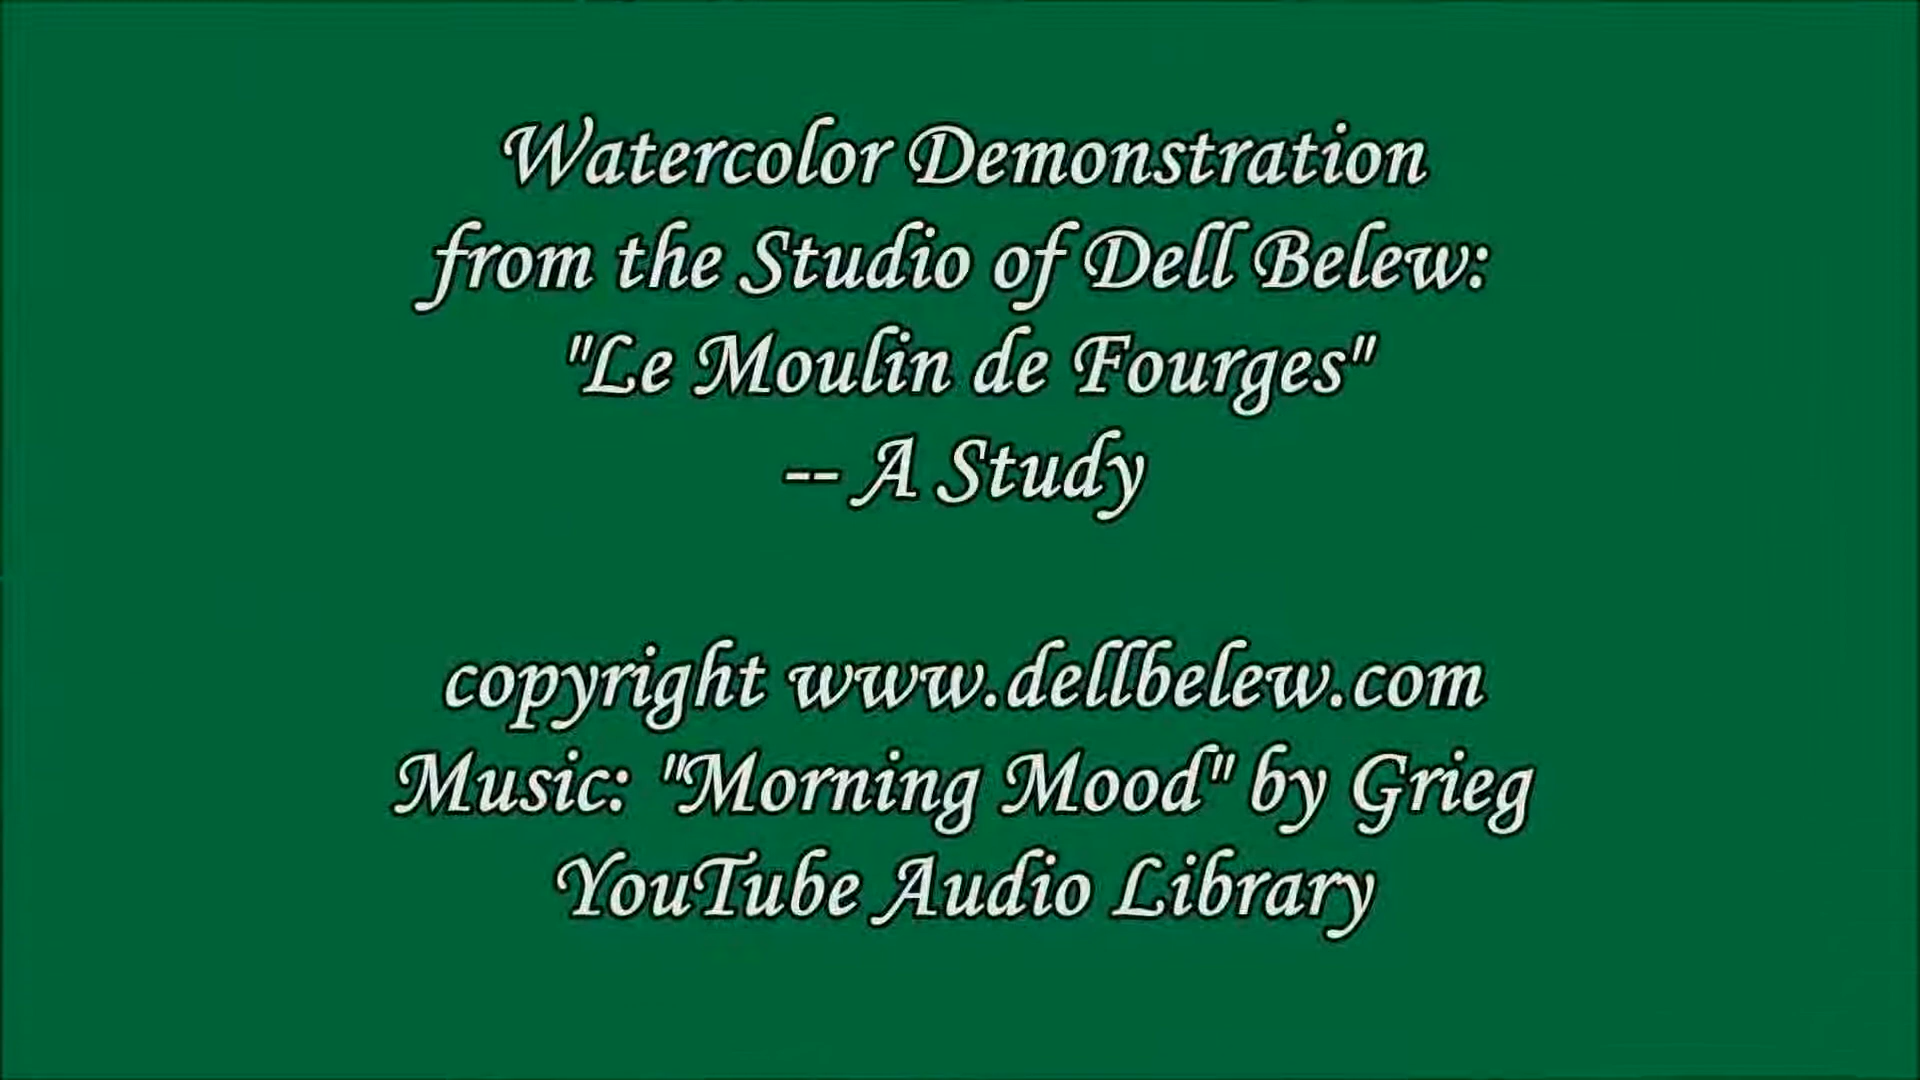 Watercolor Demonstration
from the Studio of Dell Belew:
"Le Moulin de Fourges"
-- A Study
copyright www.dellbelew.com
Music: "Morning Mood" by Grieg
YouTube Audio Library